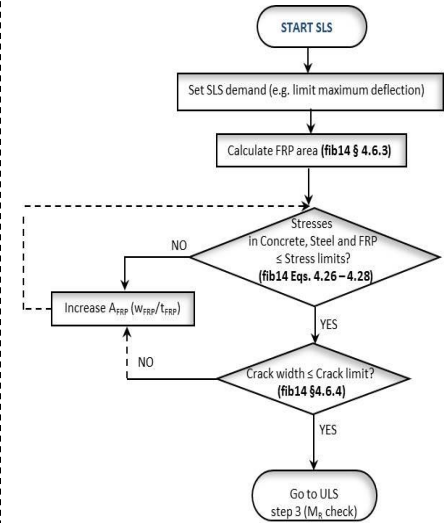 START SLS
Set SLS demand (e.g. limit maximum deflection)
Calculate FRP area (fib14 § 4.6.3)
Stresses
in Concrete, Steel and FRP
≤ Stress limits?
(fib14 Eqs. 4.26 – 4.28)
NO
Increase AFRP (wFRP/tFRP)
YES
NO
Crack width ≤ Crack limit?
(fib14 §4.6.4)
YES
Go to ULS
step 3 (MR check)